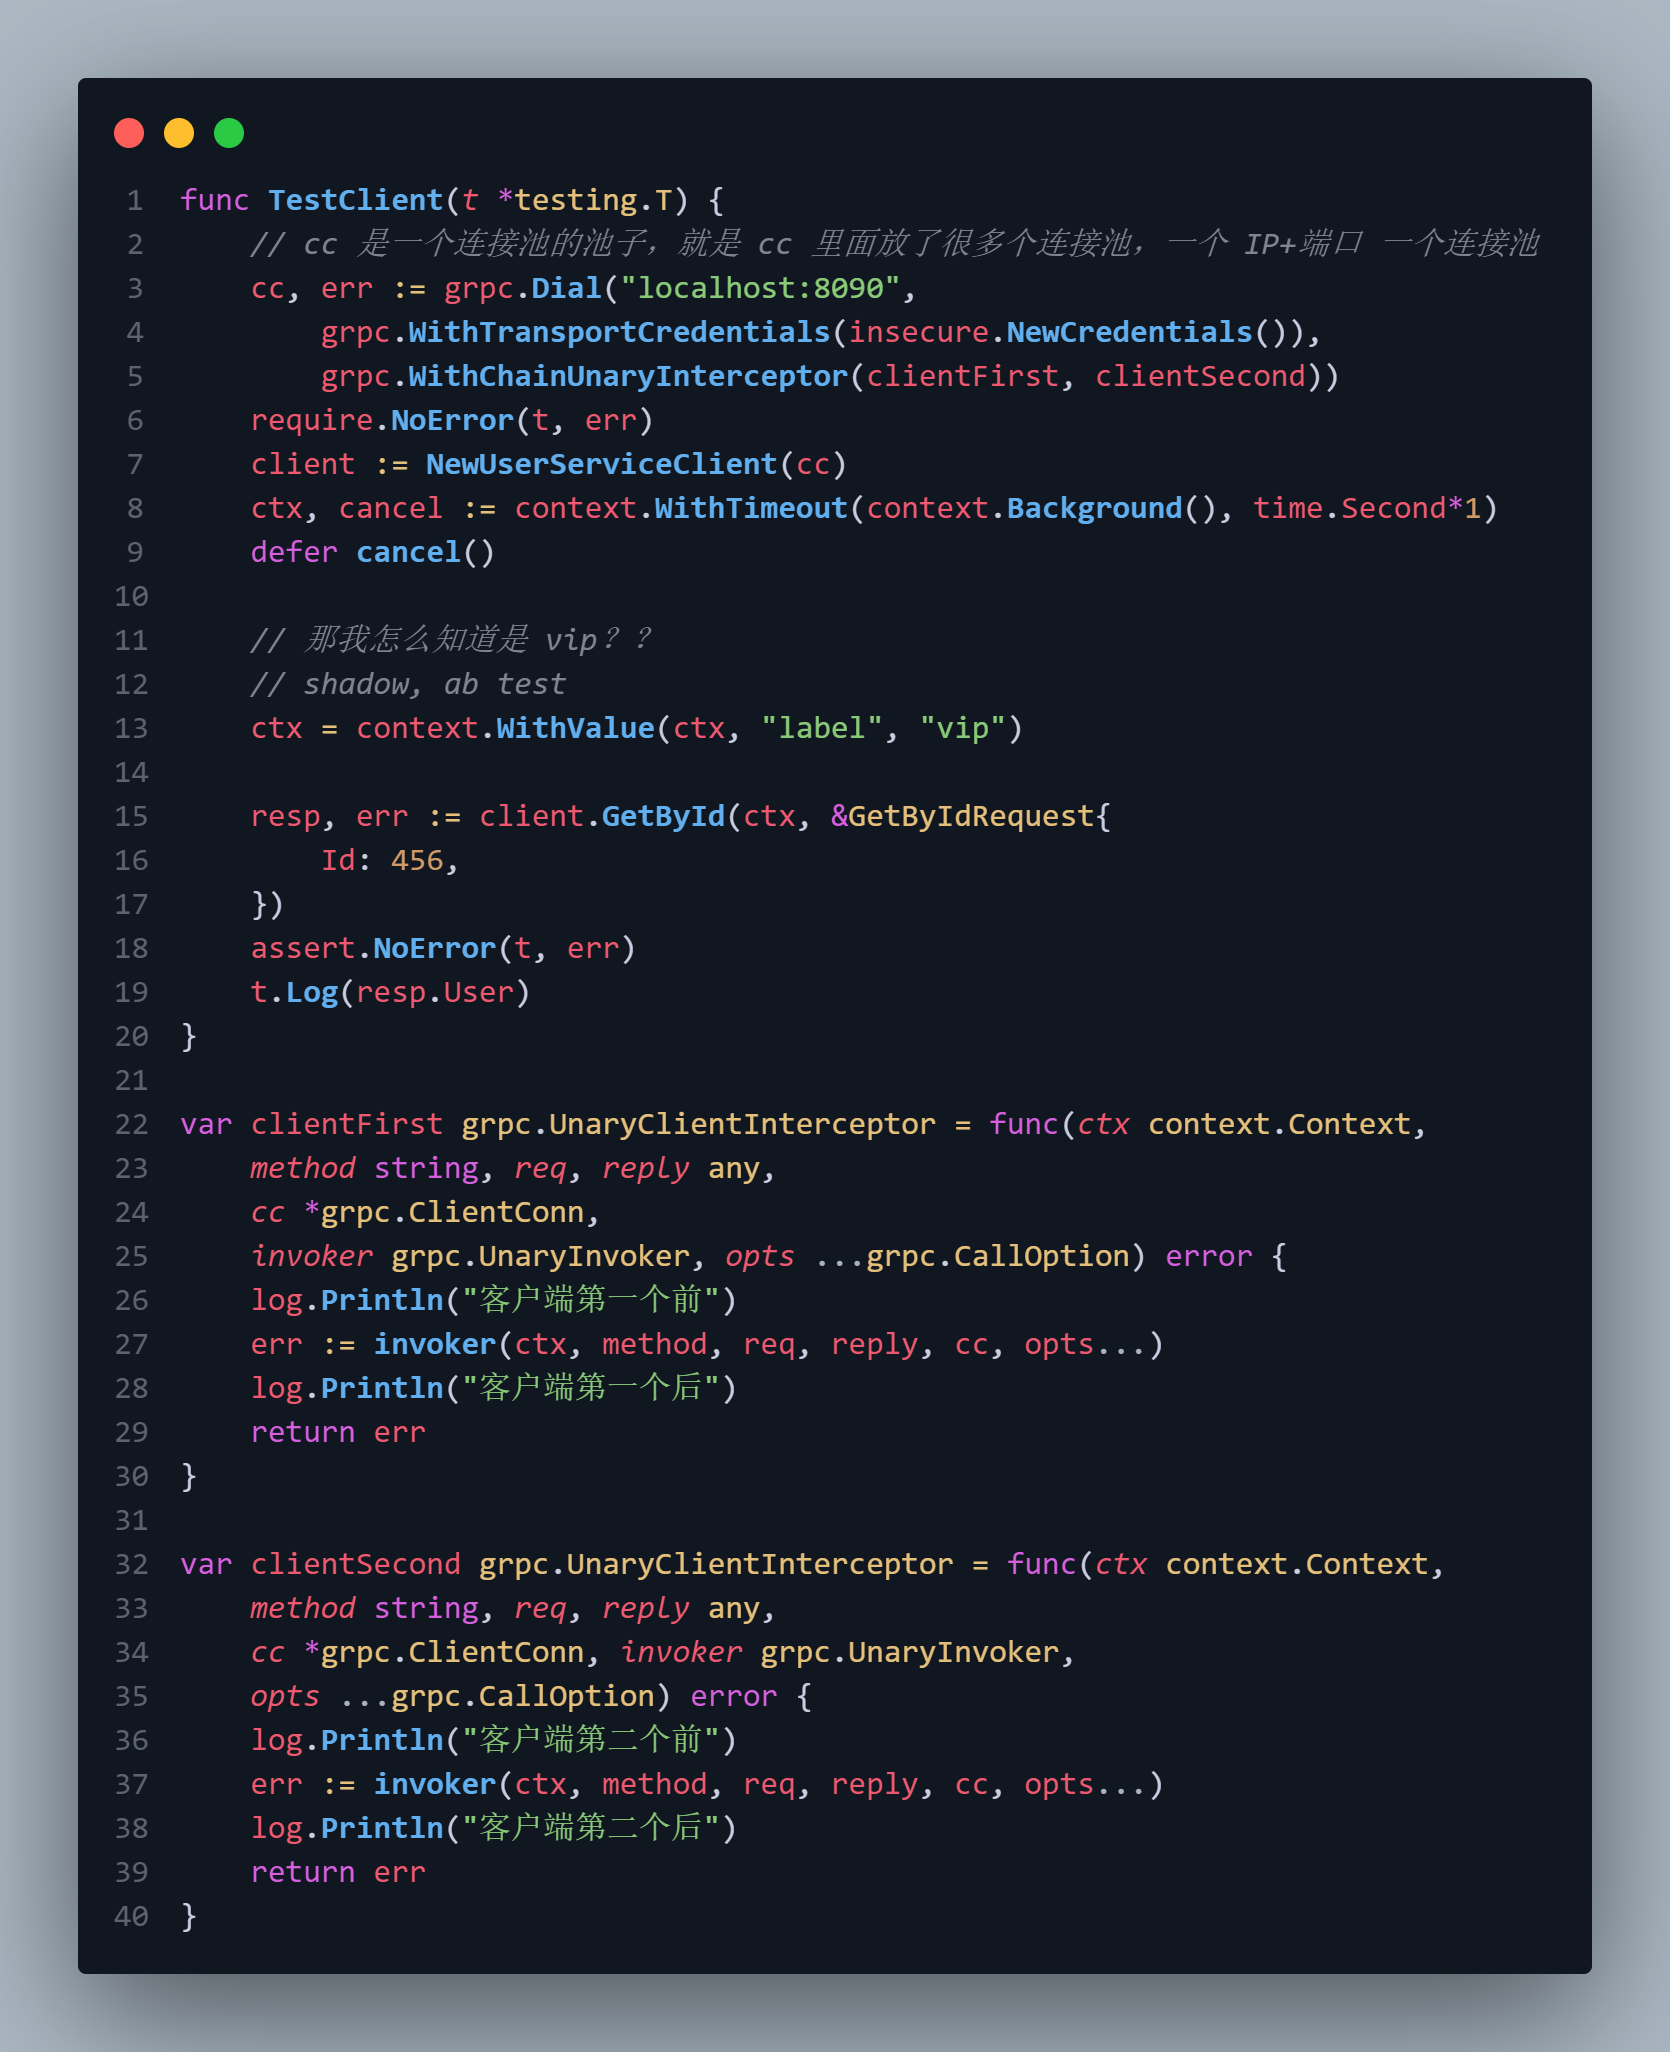 1 func TestClient(t *testing.T) {
2     // cc 是一个连接池的池子，就是 cc 里面放了很多个连接池，一个 IP+端口 一个连接池
3     cc, err := grpc.Dial("localhost:8090",
4         grpc.WithTransportCredentials(insecure.NewCredentials()),
5         grpc.WithChainUnaryInterceptor(clientFirst, clientSecond))
6     require.NoError(t, err)
7     client := NewUserServiceClient(cc)
8     ctx, cancel := context.WithTimeout(context.Background(), time.Second*1)
9     defer cancel()
10
11     // 那我怎么知道是 vip？？
12     // shadow, ab test
13     ctx = context.WithValue(ctx, "label", "vip")
14
15     resp, err := client.GetById(ctx, &GetByIdRequest{
16         Id: 456,
17     })
18     assert.NoError(t, err)
19     t.Log(resp.User)
20 }
21
22 var clientFirst grpc.UnaryClientInterceptor = func(ctx context.Context,
23     method string, req, reply any,
24     cc *grpc.ClientConn,
25     invoker grpc.UnaryInvoker, opts ...grpc.CallOption) error {
26     log.Println("客户端第一个前")
27     err := invoker(ctx, method, req, reply, cc, opts...)
28     log.Println("客户端第一个后")
29     return err
30 }
31
32 var clientSecond grpc.UnaryClientInterceptor = func(ctx context.Context,
33     method string, req, reply any,
34     cc *grpc.ClientConn, invoker grpc.UnaryInvoker,
35     opts ...grpc.CallOption) error {
36     log.Println("客户端第二个前")
37     err := invoker(ctx, method, req, reply, cc, opts...)
38     log.Println("客户端第二个后")
39     return err
40 }